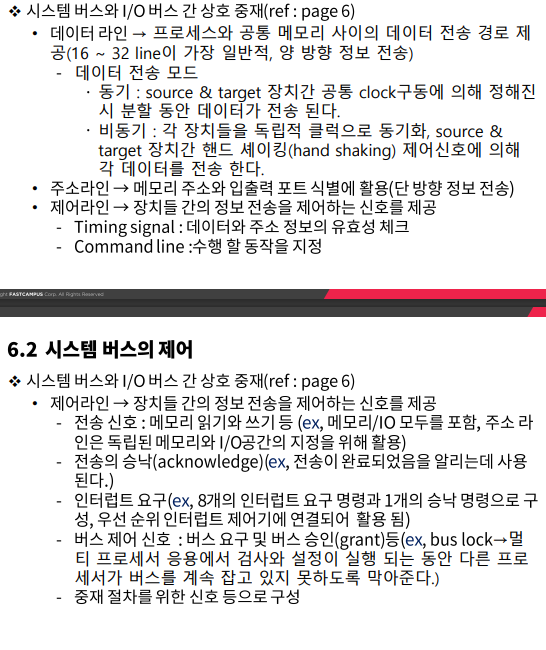 ❖ 시스템 버스와 I/O 버스 간 상호 중재(ref : page 6)
• 데이터 라인 → 프로세스와 공통 메모리 사이의 데이터 전송 경로 제
공(16 ~ 32 line이 가장 일반적, 양 방향 정보 전송)
- 데이터 전송 모드
· 동기 : source & target 장치간 공통 clock구동에 의해 정해진
시 분할 동안 데이터가 전송 된다.
· 비동기 : 각 장치들을 독립적 클럭으로 동기화, source &
target 장치간 핸드 셰이킹(hand shaking) 제어신호에 의해
각 데이터를 전송 한다.
• 주소라인 → 메모리 주소와 입출력 포트 식별에 활용(단 방향 정보 전송)
• 제어라인 → 장치들 간의 정보 전송을 제어하는 신호를 제공
- Timing signal : 데이터와 주소 정보의 유효성 체크
- Command line :수행 할 동작을 지정
ght FASTCAMPUS Corp. All Rights Reserved
6.2 시스템 버스의 제어
❖ 시스템 버스와 I/O 버스 간 상호 중재(ref : page 6)
• 제어라인 → 장치들 간의 정보 전송을 제어하는 신호를 제공
- 전송 신호 : 메모리 읽기와 쓰기 등 (ex, 메모리/IO 모두를 포함, 주소 라
인은 독립된 메모리와 I/O공간의 지정을 위해 활용)
- 전송의 승낙(acknowledge)(ex, 전송이 완료되었음을 알리는데 사용
된다.)
- 인터럽트 요구(ex, 8개의 인터럽트 요구 명령과 1개의 승낙 명령으로 구
성, 우선 순위 인터럽트 제어기에 연결되어 활용 됨)
- 버스 제어 신호 : 버스 요구 및 버스 승인(grant)등(ex, bus lock→멀
티 프로세서 응용에서 검사와 설정이 실행 되는 동안 다른 프로
세서가 버스를 계속 잡고 있지 못하도록 막아준다.)
- 중재 절차를 위한 신호 등으로 구성